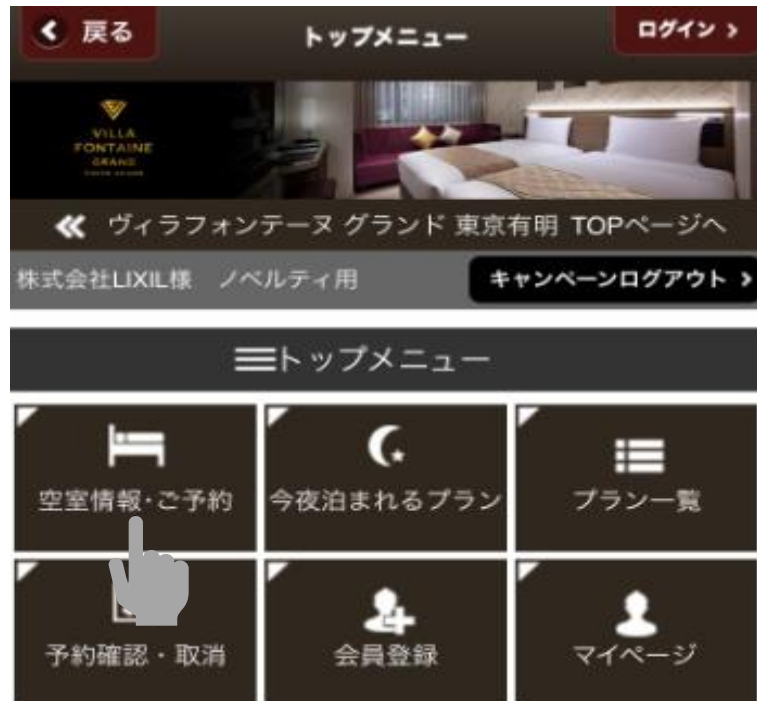 戻る
トップメニュー
ログイン
VILLA
FONTAINE
GRAND
ヴィラフォンテーヌ グランド 東京有明 TOPページへ
株式会社LIXIL様 ノベルティ用
キャンペーンログアウト
トップメニュー
空室情報・ご予約
今夜泊まれるプラン
プラン一覧
予約確認・取消
会員登録
マイページ